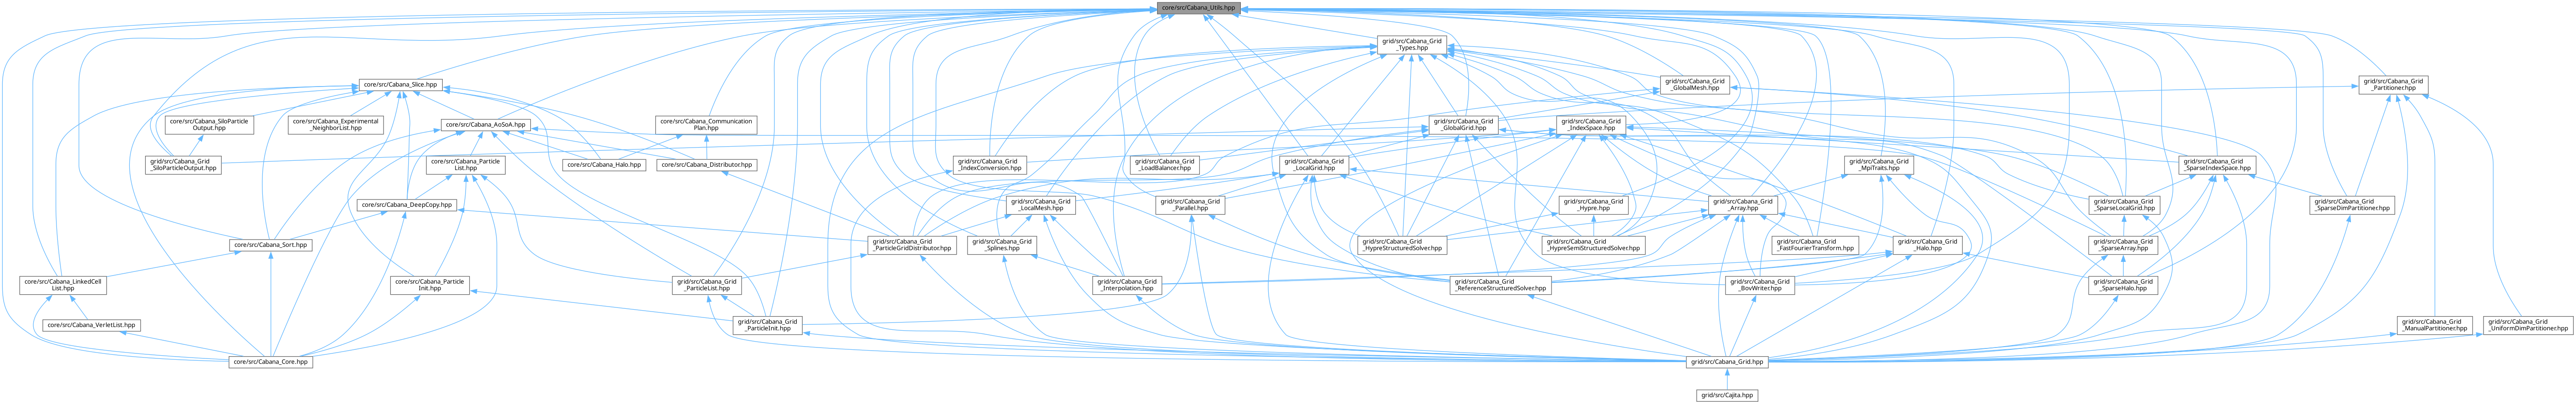 core/src/Cabana_Utils.hpp
grid/src/Cabana_Grid
_Types.hpp
core/src/Cabana_Slice.hpp
grid/src/Cabana_Grid
_GlobalMesh.hpp
grid/src/Cabana_Grid
_Partitioner.hpp
core/src/Cabana_SiloParticle
Output.hpp
core/src/Cabana_Experimental
_NeighborList.hpp
core/src/Cabana_AoSoA.hpp
core/src/Cabana_Communication
Plan.hpp
grid/src/Cabana_Grid
_GlobalGrid.hpp
grid/src/Cabana_Grid
_IndexSpace.hpp
grid/src/Cabana_Grid
_SiloParticleOutput.hpp
core/src/Cabana_Particle
List.hpp
core/src/Cabana_Halo.hpp
core/src/Cabana_Distributor.hpp
grid/src/Cabana_Grid
_IndexConversion.hpp
grid/src/Cabana_Grid
_LoadBalancer.hpp
grid/src/Cabana_Grid
_LocalGrid.hpp
grid/src/Cabana_Grid
_MpiTraits.hpp
grid/src/Cabana_Grid
_SparseIndexSpace.hpp
core/src/Cabana_DeepCopy.hpp
grid/src/Cabana_Grid
_LocalMesh.hpp
grid/src/Cabana_Grid
_Parallel.hpp
grid/src/Cabana_Grid
_Hypre.hpp
grid/src/Cabana_Grid
_Array.hpp
grid/src/Cabana_Grid
_SparseLocalGrid.hpp
grid/src/Cabana_Grid
_SparseDimPartitioner.hpp
core/src/Cabana_Sort.hpp
grid/src/Cabana_Grid
_ParticleGridDistributor.hpp
grid/src/Cabana_Grid
_Splines.hpp
grid/src/Cabana_Grid
_HypreStructuredSolver.hpp
grid/src/Cabana_Grid
_HypreSemiStructuredSolver.hpp
grid/src/Cabana_Grid
_FastFourierTransform.hpp
grid/src/Cabana_Grid
_Halo.hpp
grid/src/Cabana_Grid
_SparseArray.hpp
core/src/Cabana_LinkedCell
List.hpp
core/src/Cabana_Particle
Init.hpp
grid/src/Cabana_Grid
_ParticleList.hpp
grid/src/Cabana_Grid
_Interpolation.hpp
grid/src/Cabana_Grid
_ReferenceStructuredSolver.hpp
grid/src/Cabana_Grid
_BovWriter.hpp
grid/src/Cabana_Grid
_SparseHalo.hpp
core/src/Cabana_VerletList.hpp
grid/src/Cabana_Grid
_ParticleInit.hpp
grid/src/Cabana_Grid
_ManualPartitioner.hpp
grid/src/Cabana_Grid
_UniformDimPartitioner.hpp
core/src/Cabana_Core.hpp
grid/src/Cabana_Grid.hpp
grid/src/Cajita.hpp